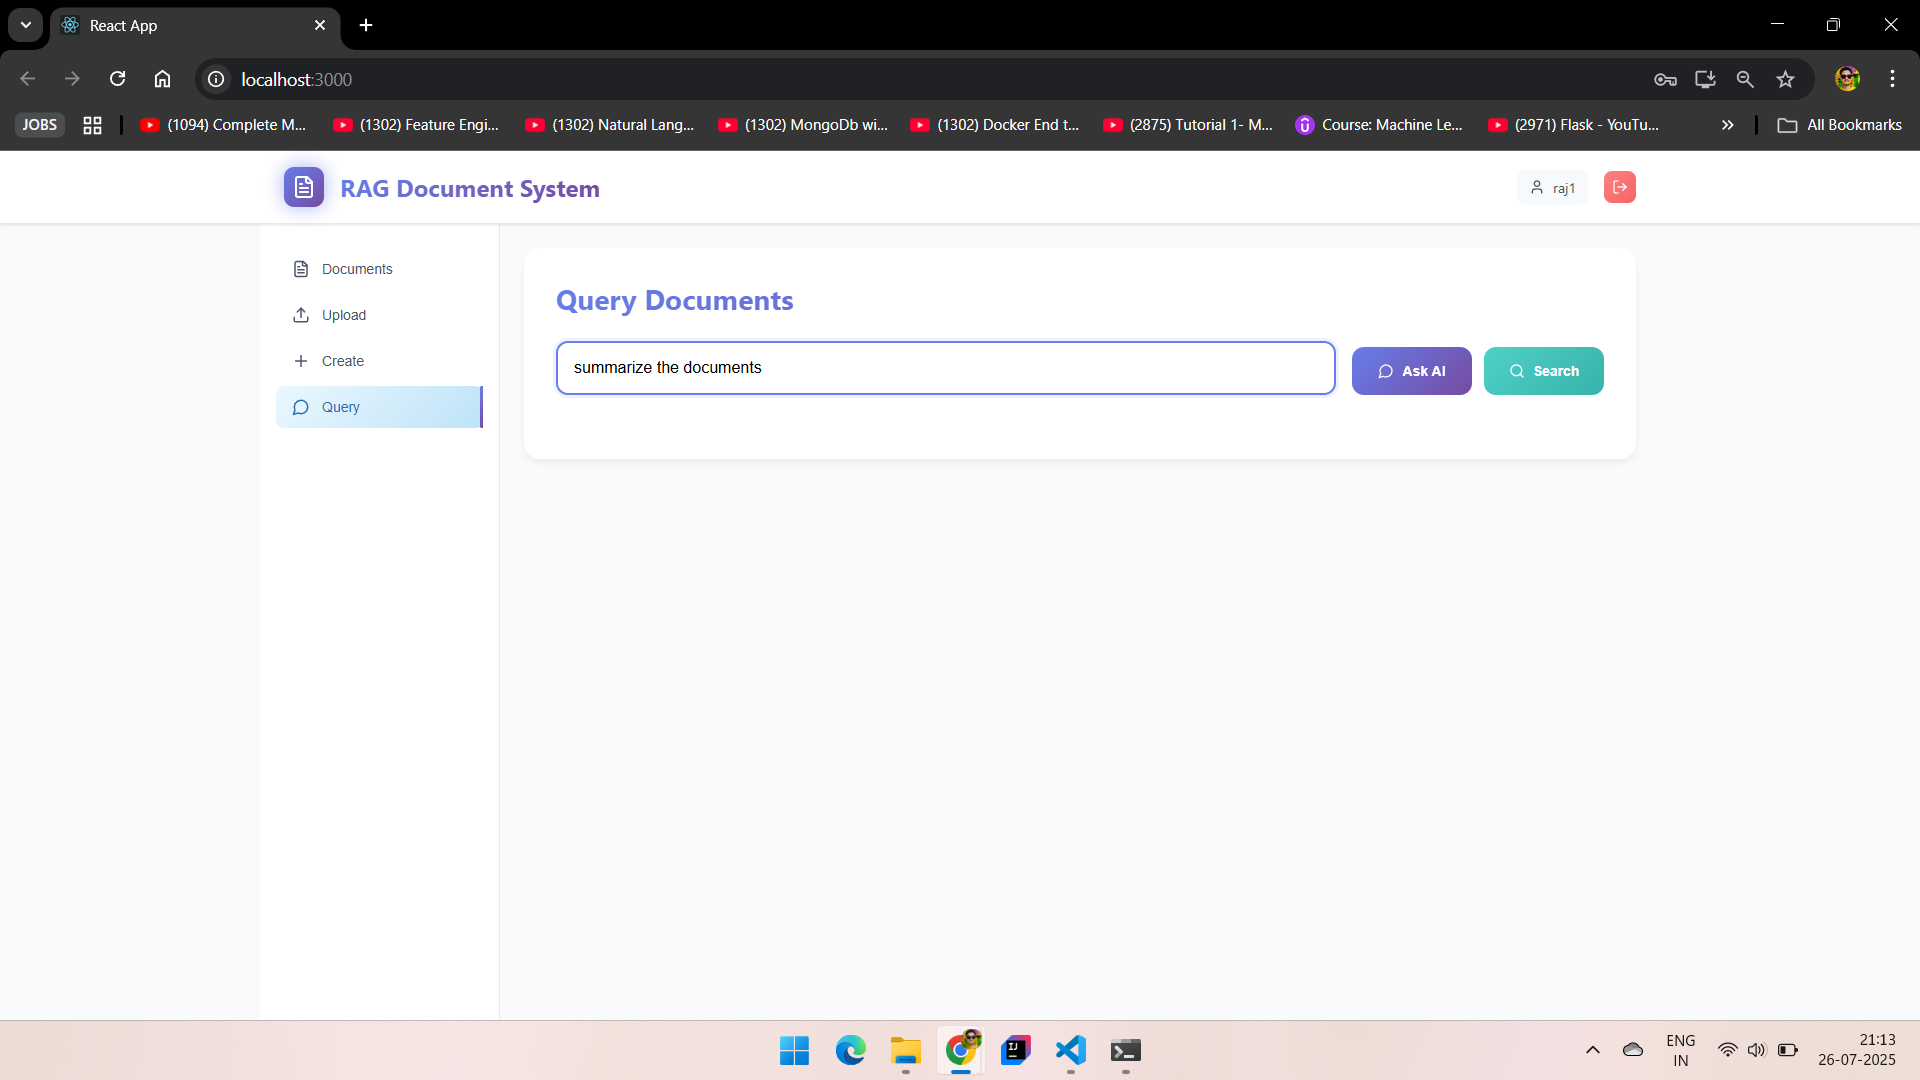 React App
localhost:3000
JOBS
(1094) Complete M...
(1302) Feature Engi...
(1302) Natural Lang...
(1302) MongoDb wi...
(1302) Docker End t...
(2875) Tutorial 1- M...
Course: Machine Le...
(2971) Flask - YouTu...
All Bookmarks
RAG Document System
raj1
Documents
Upload
Create
Query
Query Documents
summarize the documents
Ask AI
Search
ENG
IN
21:13
26-07-2025